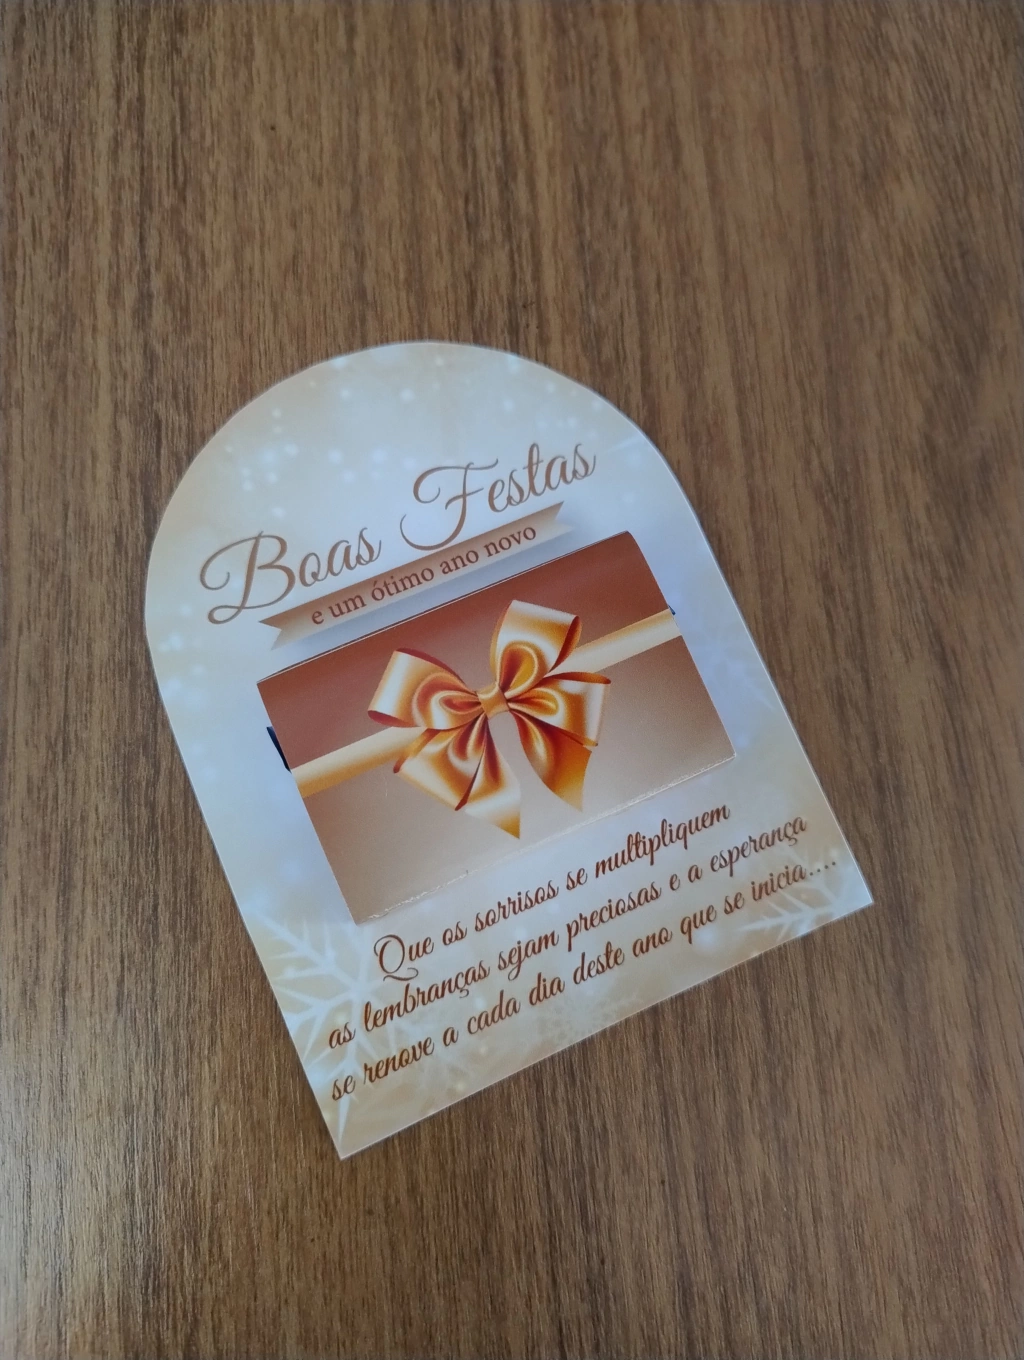 Boas Festas
e um ótimo ano novo
Que os sorrisos se multipliquem
as lembranças sejam preciosas e a esperança
se renove a cada dia deste ano que se inicia....